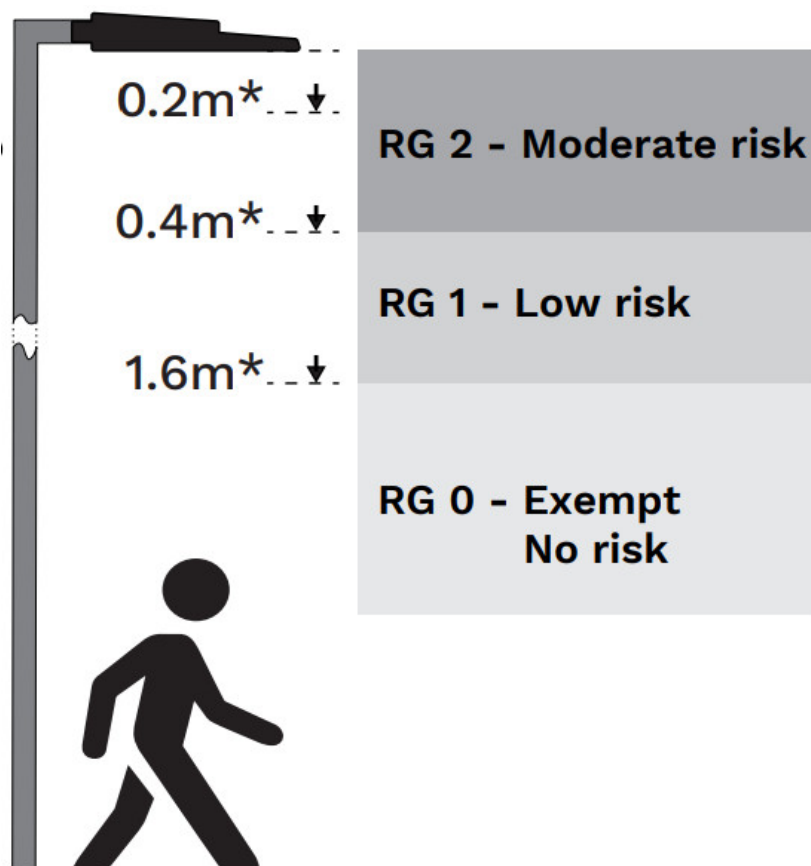 0.2m*
RG 2 - Moderate risk
0.4m*
RG 1 - Low risk
1.6m*
RG 0 - Exempt
No risk